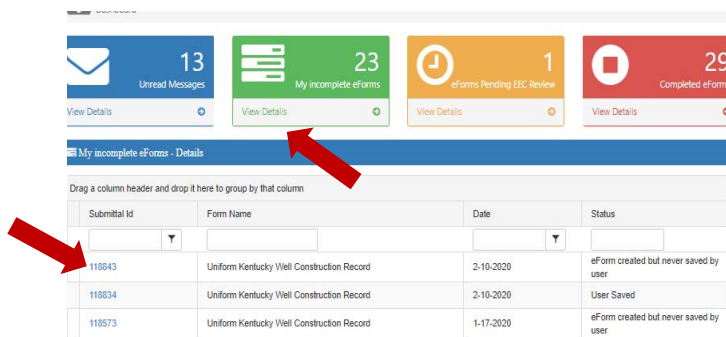 Dashboard
13
Unread Messages
23
My incomplete eForms
1
eForms Pending EEC Review
29
Completed eForm
View Details
View Details
View Details
View Details
My incomplete eForms - Details
Drag a column header and drop it here to group by that column
Submittal Id Form Name Date Status
118843 Uniform Kentucky Well Construction Record 2-10-2020 eForm created but never saved by
user
118834 Uniform Kentucky Well Construction Record 2-10-2020 User Saved
118573 Uniform Kentucky Well Construction Record 1-17-2020 eForm created but never saved by
user